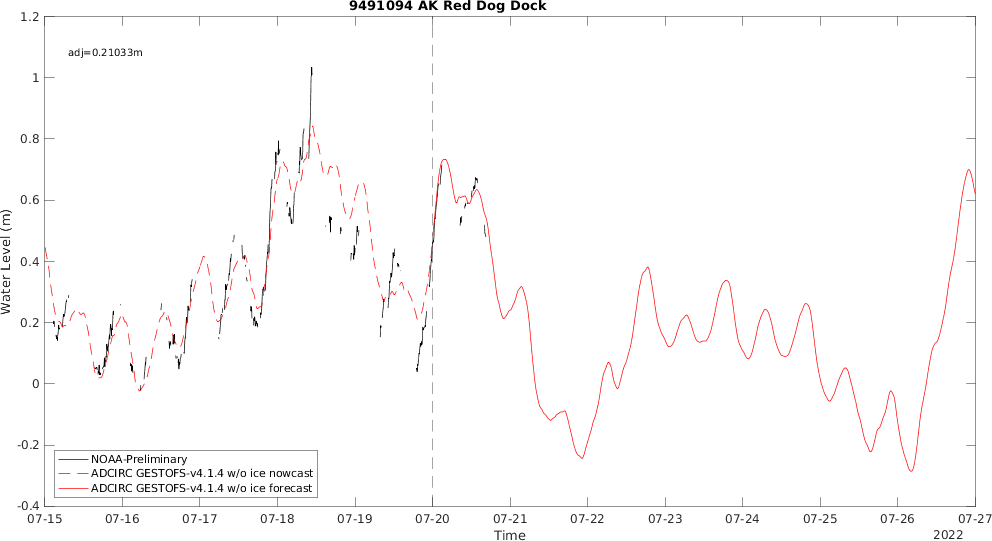 9491094 AK Red Dog Dock
adj=0.21033m
Water Level (m)
1.2
1
0.8
0.6
0.4
0.2
0
-0.2
-0.4
NOAA-Preliminary
ADCIRC GESTOFS-v4.1.4 w/o ice nowcast
ADCIRC GESTOFS-v4.1.4 w/o ice forecast
07-15 07-16 07-17 07-18 07-19 07-20 07-21 07-22 07-23 07-24 07-25 07-26 07-27
Time
2022